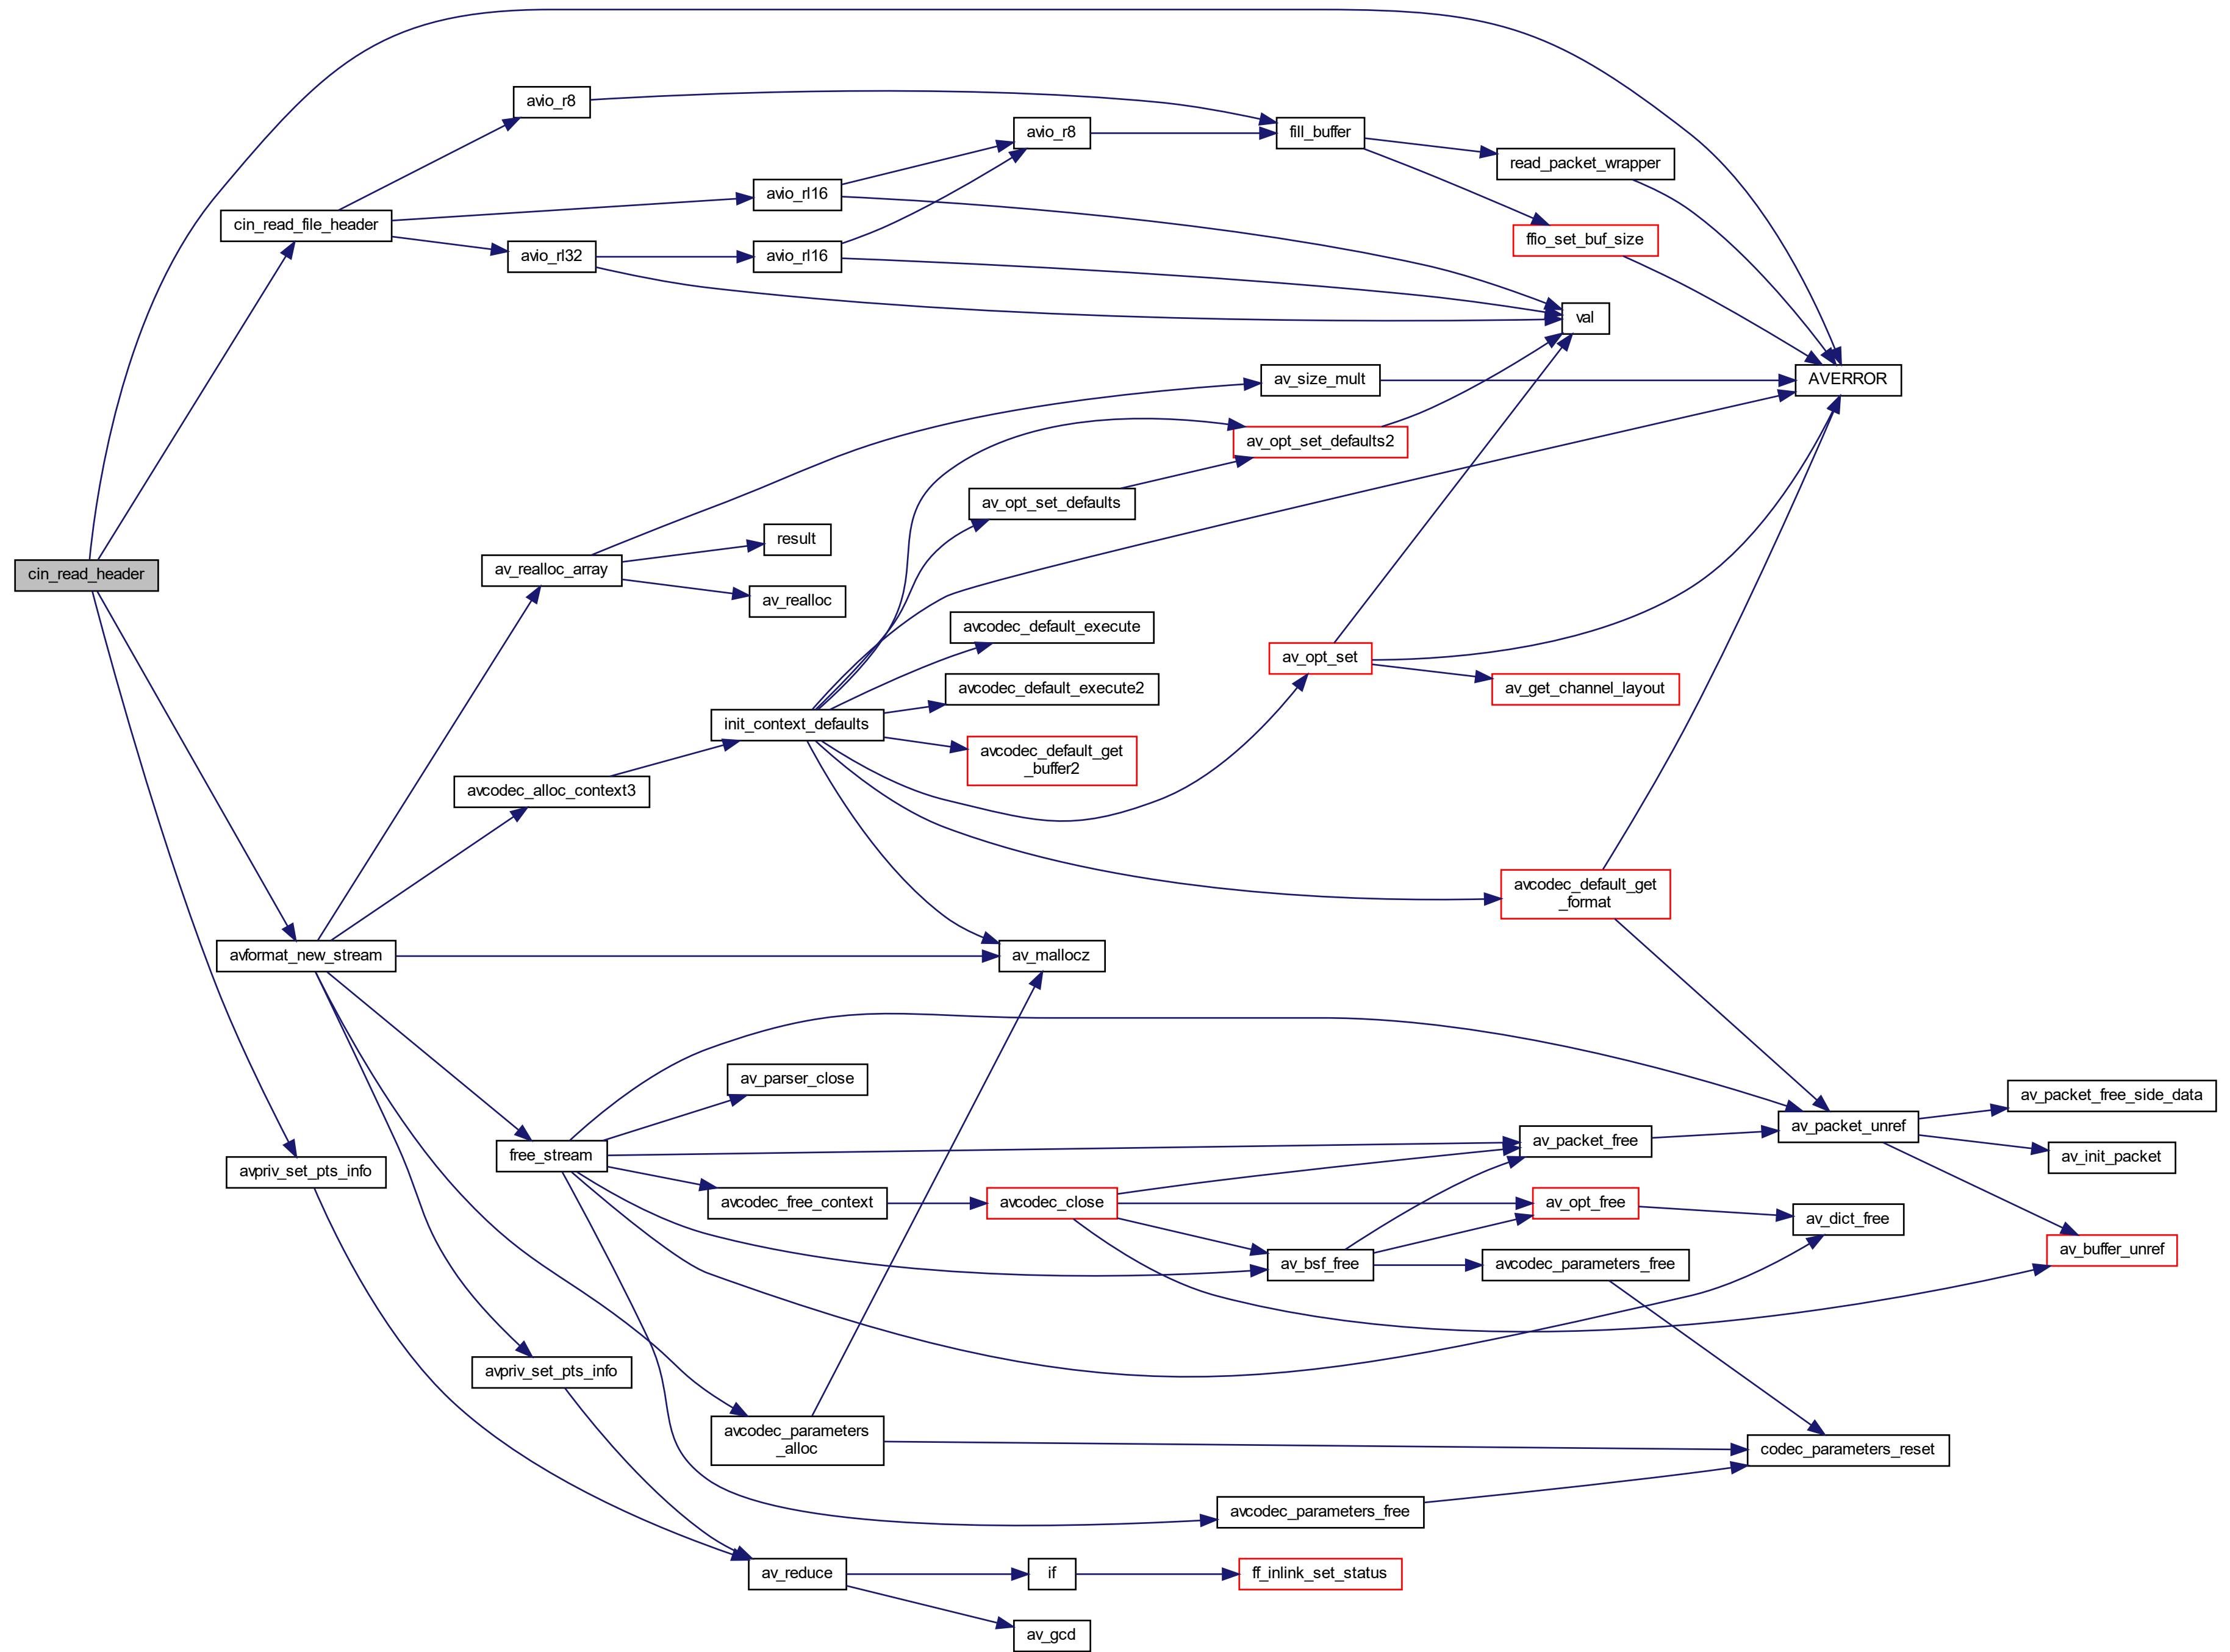 avio_r8
avio_r8
fill_buffer
read_packet_wrapper
avio_rl16
cin_read_file_header
ffio_set_buf_size
avio_rl32
avio_rl16
val
av_size_mult
AVERROR
av_opt_set_defaults2
av_opt_set_defaults
result
av_realloc_array
cin_read_header
av_realloc
avcodec_default_execute
av_opt_set
avcodec_default_execute2
av_get_channel_layout
init_context_defaults
avcodec_default_get
_buffer2
avcodec_alloc_context3
avcodec_default_get
_format
avformat_new_stream
av_mallocz
av_parser_close
av_packet_free_side_data
av_packet_unref
av_packet_free
free_stream
av_init_packet
avpriv_set_pts_info
avcodec_free_context
avcodec_close
av_opt_free
av_dict_free
av_buffer_unref
av_bsf_free
avcodec_parameters_free
avpriv_set_pts_info
avcodec_parameters
_alloc
codec_parameters_reset
avcodec_parameters_free
av_reduce
if
ff_inlink_set_status
av_gcd